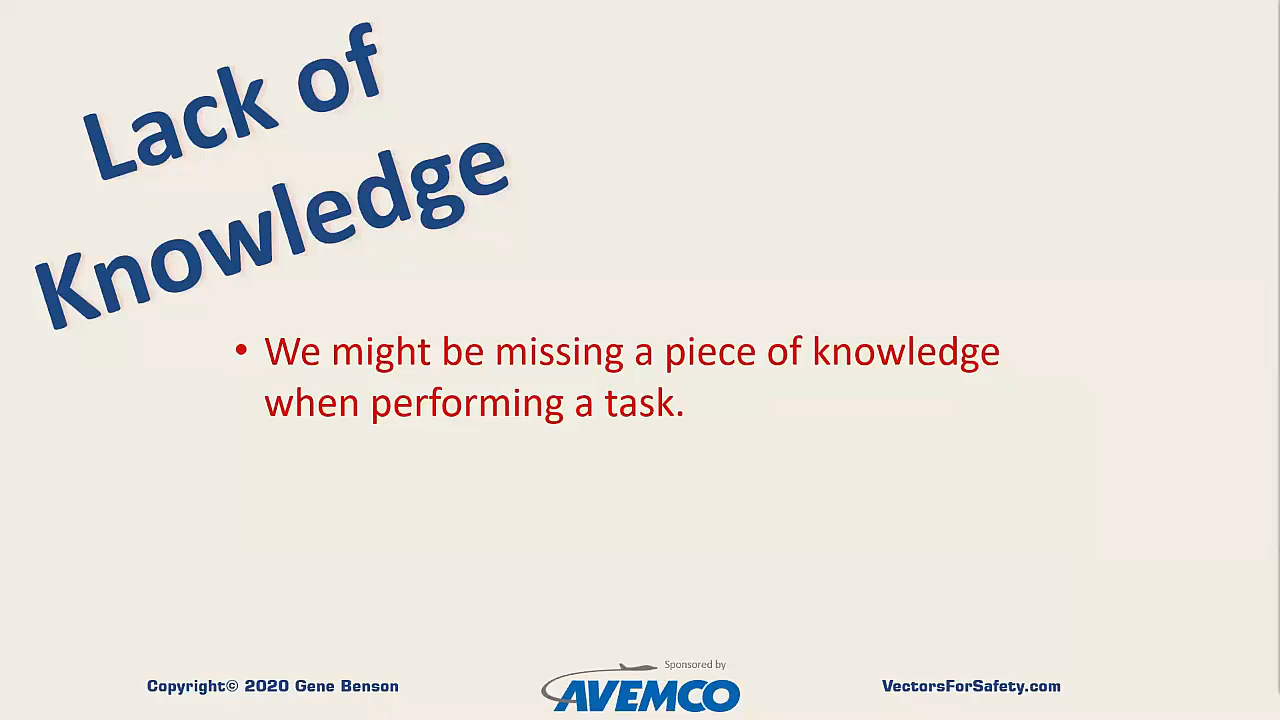 Lack of
Knowledge
• We might be missing a piece of knowledge
when performing a task.
Sponsored by
Copyright© 2020 Gene Benson
AVEMCO
VectorsForSafety.com